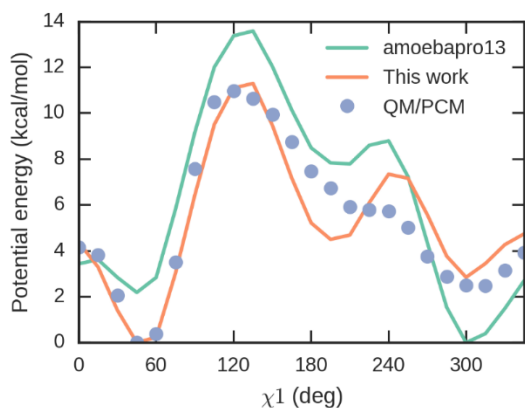 14
12
10
8
6
4
2
0
Potential energy (kcal/mol)
amoebapro13
This work
QM/PCM
0 60 120 180 240 300
χ1 (deg)